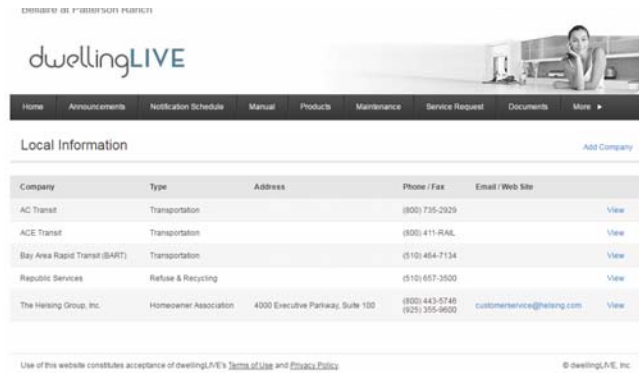 Bellaire at Patterson Ranch
dwellingLIVE
Home Announcements Notification Schedule Manual Products Maintenance Service Request Documents More ►
Local Information Add Company
Company Type Address Phone / Fax Email / Web Site
AC Transit Transportation (800) 735-2929 View
ACE Transit Transportation (800) 411-RAIL View
Bay Area Rapid Transit (BART) Transportation (510) 464-7134 View
Republic Services Refuse & Recycling (510) 657-3500 View
The Helsing Group, Inc. Homeowner Association 4000 Executive Parkway, Suite 100 (800) 443-5746 customerservice@helsing.com View
(925) 355-9600
Use of this website constitutes acceptance of dwellingLIVE's Terms of Use and Privacy Policy. © dwellingLIVE, Inc.